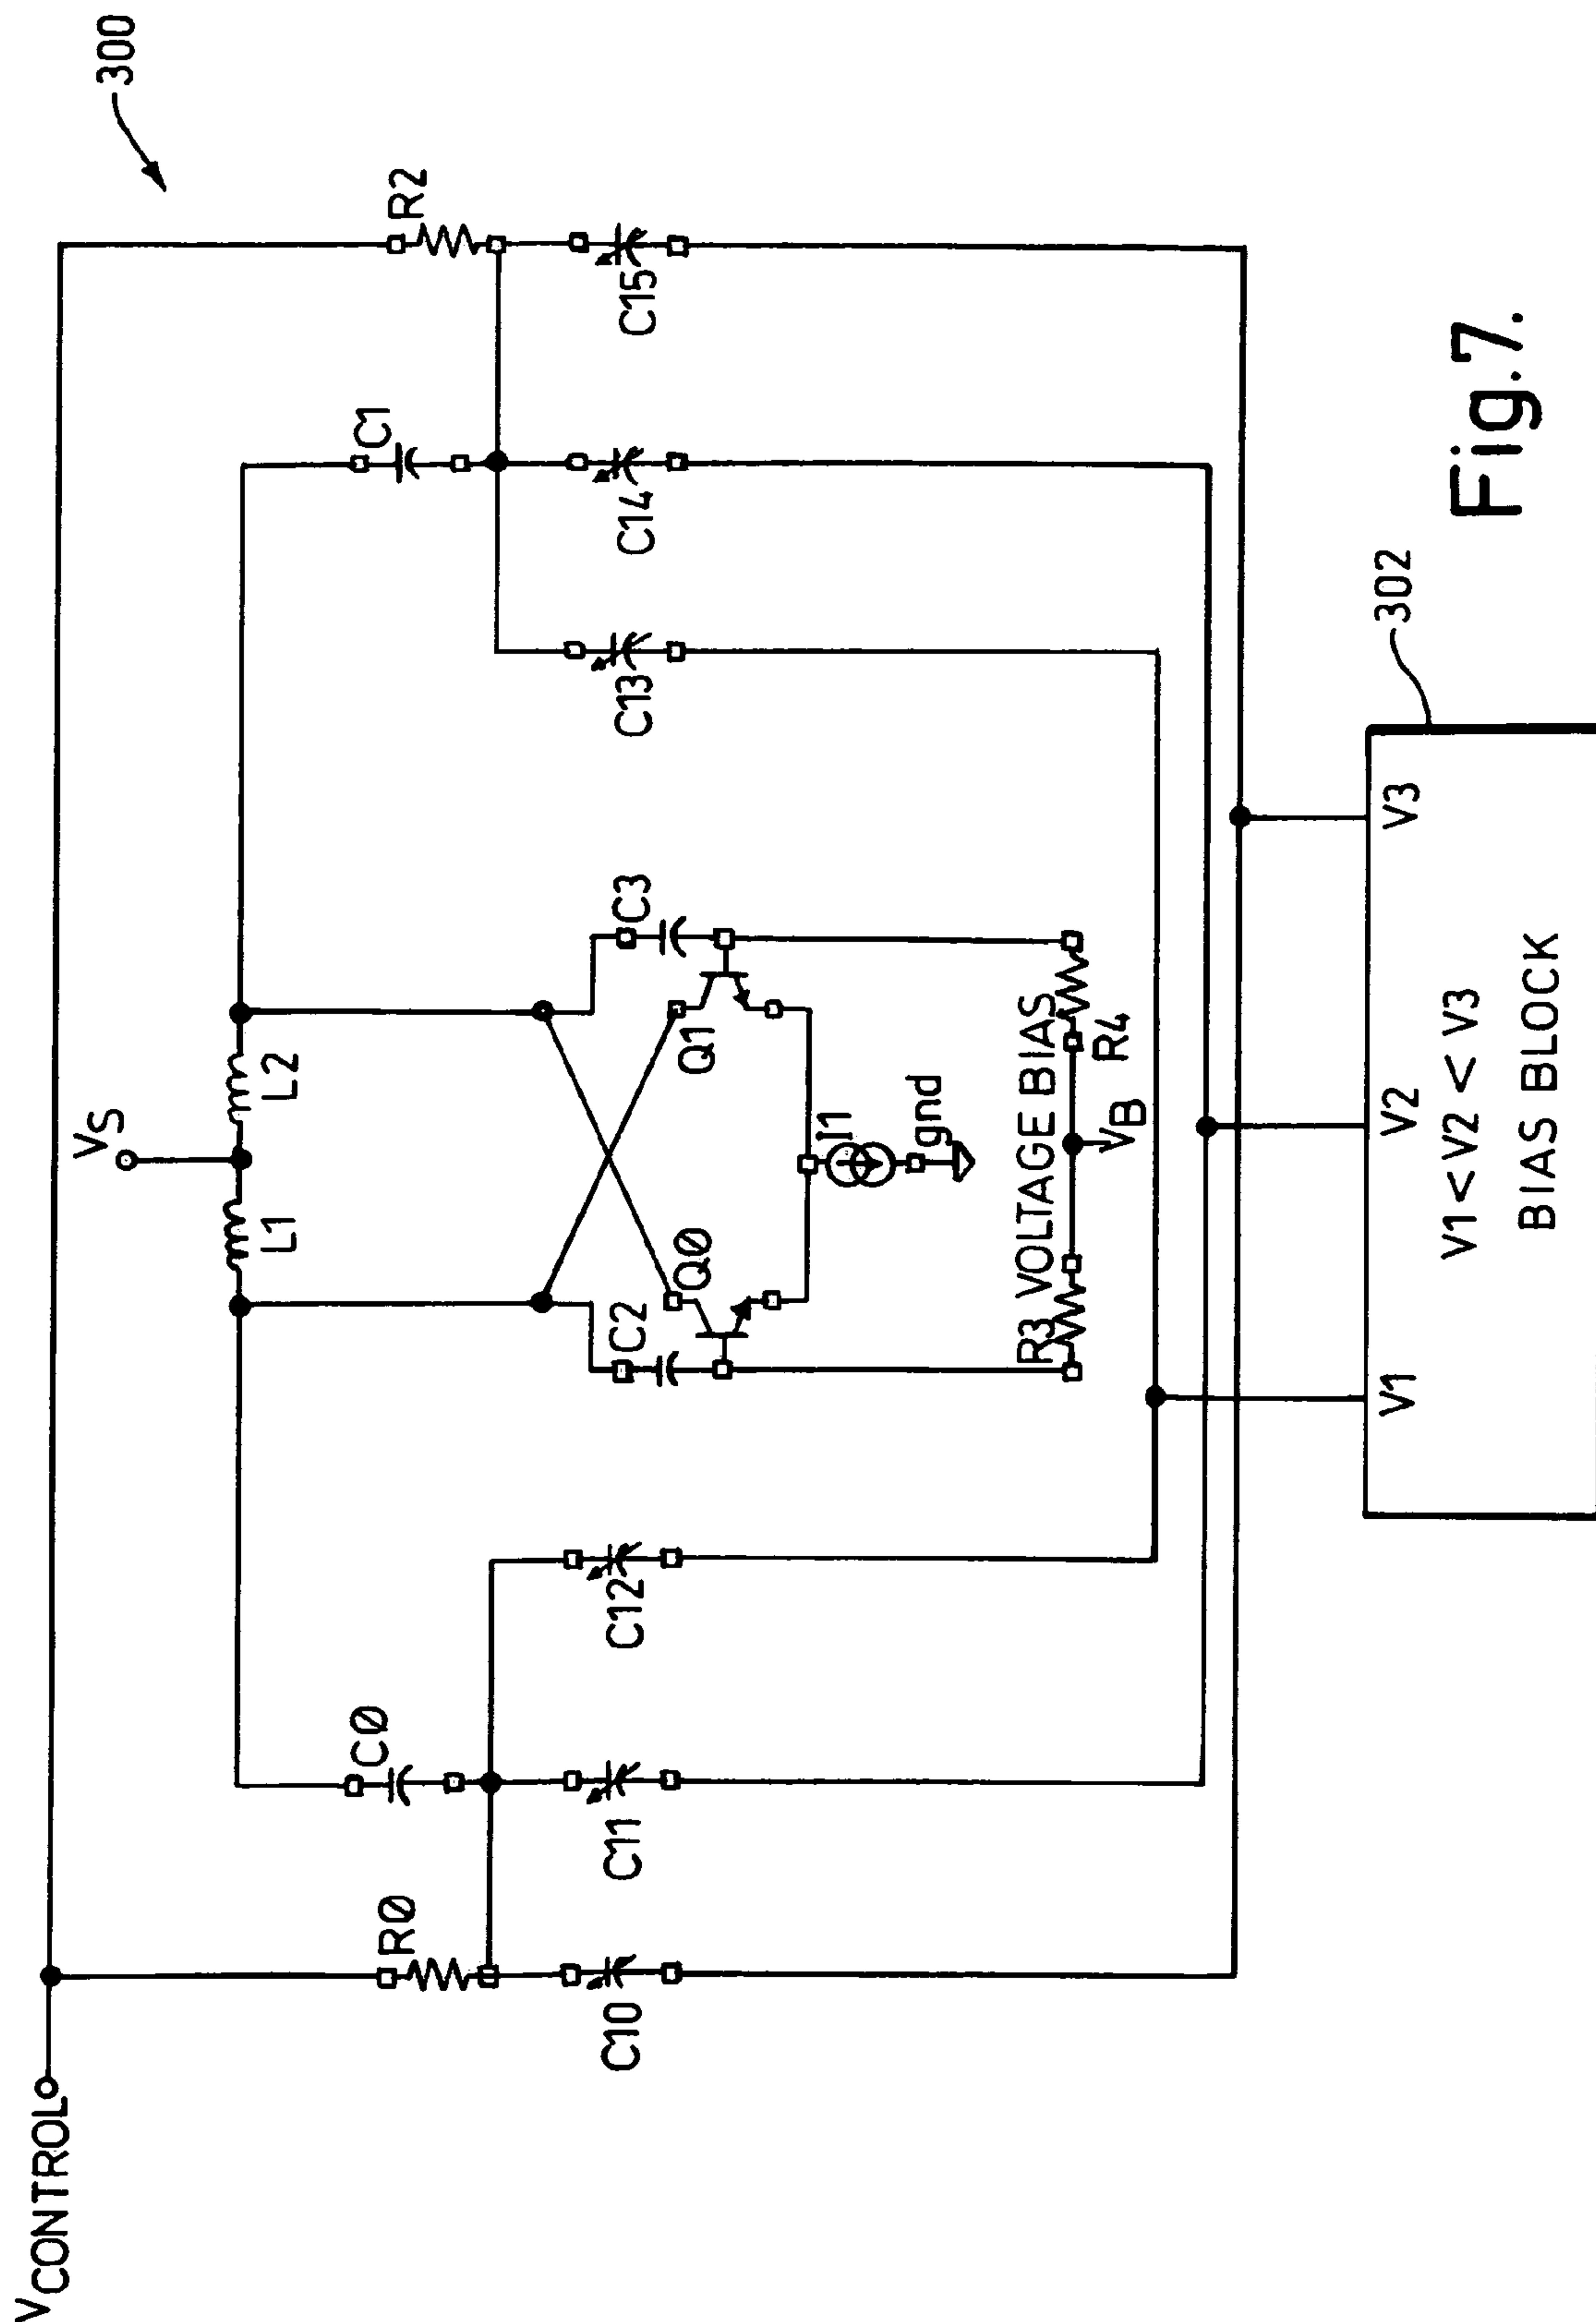 300
VCONTROL
VS
L1
L2
R0
C0
C1
R2
C10
C11
C12
C2
C3
C13
C14
C15
Q0
Q1
I1
gnd
R3 VOLTAGE BIAS
R4
VB
V1
V2
V3
V1 < V2 < V3
BIAS BLOCK
302
Fig.7.